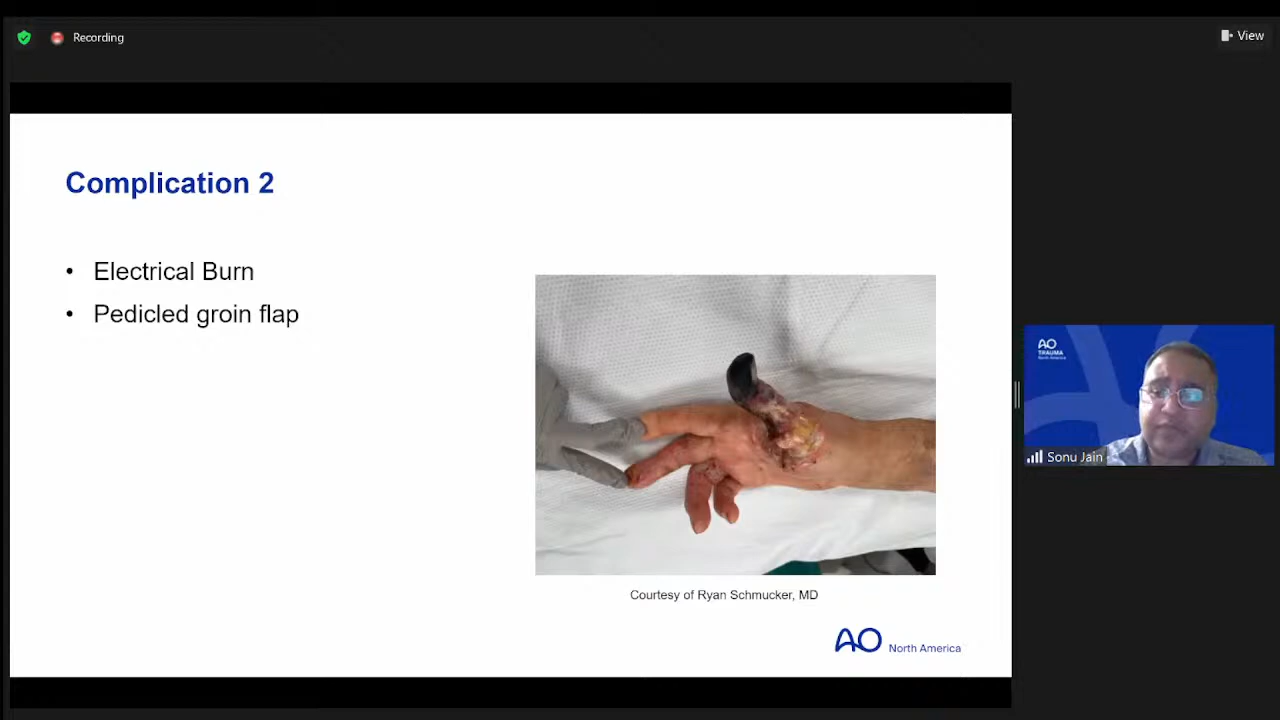 Recording
View
Complication 2
• Electrical Burn
• Pedicled groin flap
Courtesy of Ryan Schmucker, MD
AO North America
AO
TRAUMA
North America
Sonu Jain